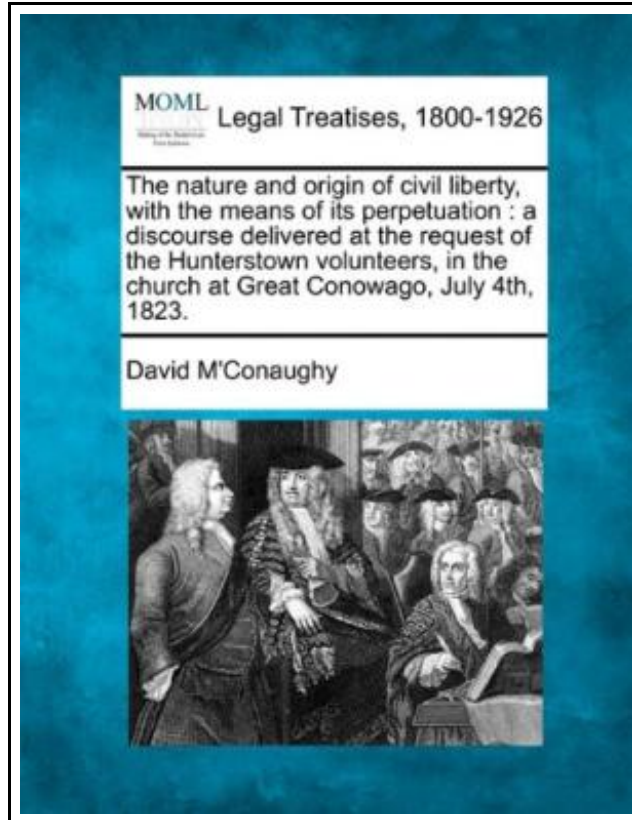 MOML
Legal Treatises, 1800-1926
The nature and origin of civil liberty,
with the means of its perpetuation : a
discourse delivered at the request of
the Hunterstown volunteers, in the
church at Great Conowago, July 4th,
1823.
David M'Conaughy